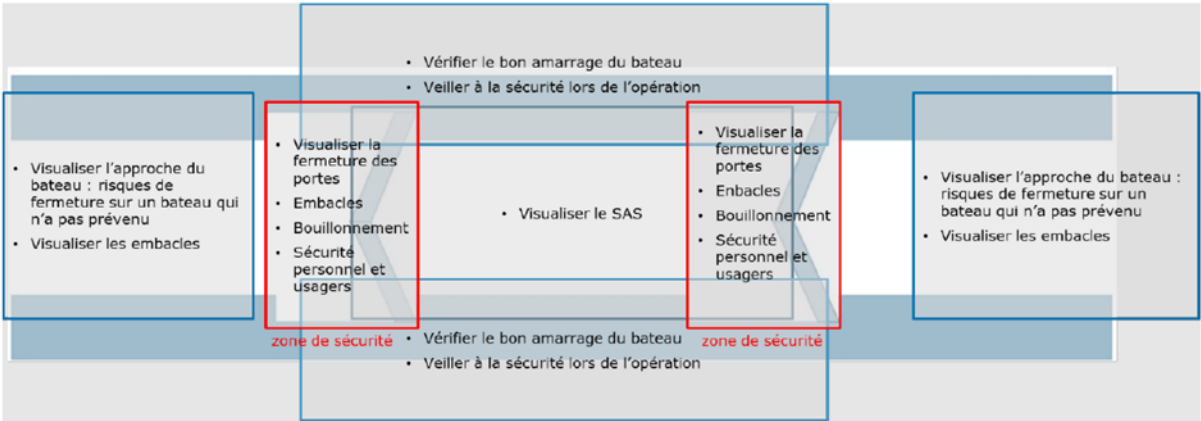 • Vérifier le bon amarrage du bateau
• Veiller à la sécurité lors de l'opération
• Visualiser l'approche du
bateau : risques de
fermeture sur un bateau qui
n'a pas prévenu
• Visualiser les embacles
• Visualiser la
fermeture des
portes
• Embacles
• Bouillonnement
• Sécurité
personnel et
usagers
zone de sécurité
• Visualiser le SAS
• Visualiser la
fermeture des
portes
• Enbacles
• Bouillonnement
• Sécurité
personnel et
usagers
zone de sécurité
• Visualiser l'approche du bateau :
risques de fermeture sur un
bateau qui n'a pas prévenu
• Visualiser les embacles
• Vérifier le bon amarrage du bateau
• Veiller à la sécurité lors de l'opération